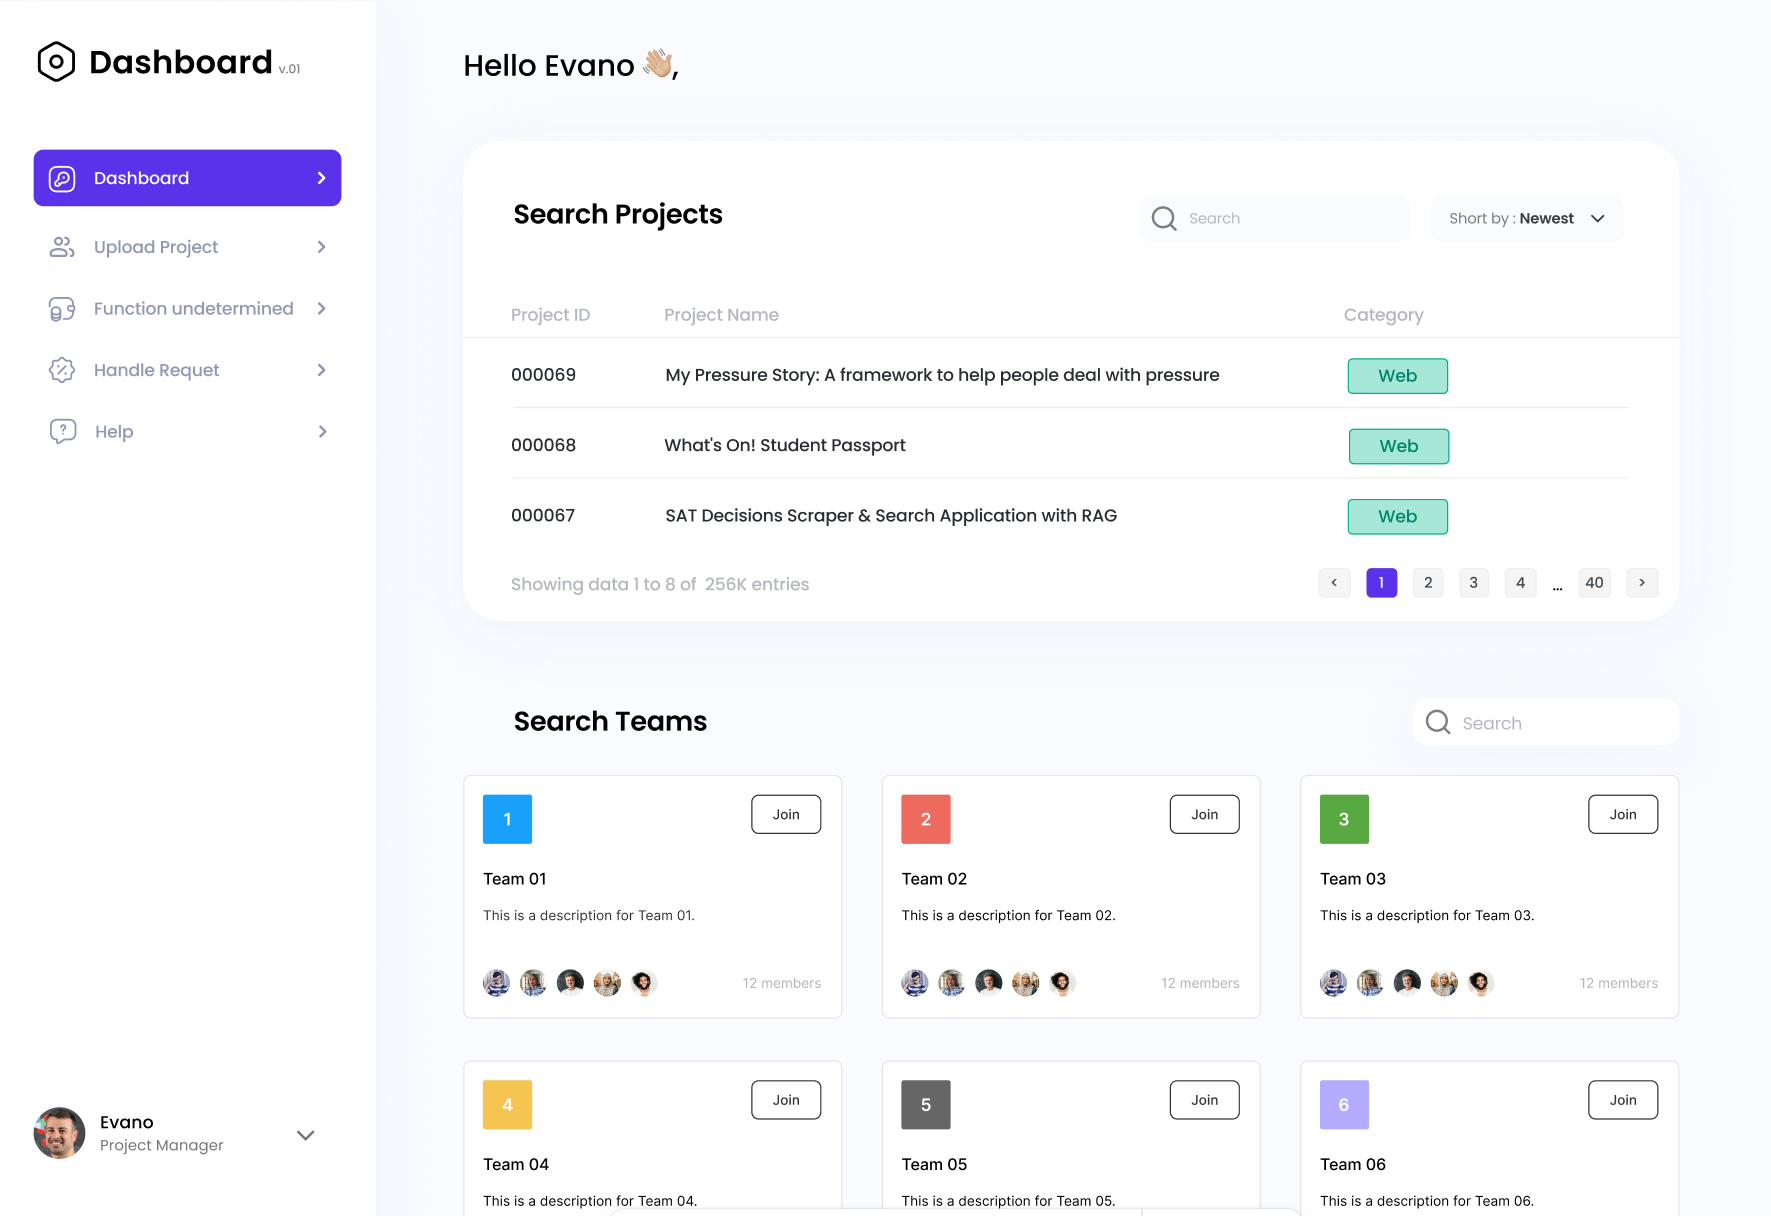 Dashboard v.01
Dashboard
Upload Project
Function undetermined
Handle Requet
Help
Evano
Project Manager
Hello Evano 👋🏼,
Search Projects
Search
Short by : Newest
Project ID Project Name Category
000069 My Pressure Story: A framework to help people deal with pressure Web
000068 What's On! Student Passport Web
000067 SAT Decisions Scraper & Search Application with RAG Web
Showing data 1 to 8 of 256K entries
< 1 2 3 4 ... 40 >
Search Teams
Search
1 Join
Team 01
This is a description for Team 01.
12 members
2 Join
Team 02
This is a description for Team 02.
12 members
3 Join
Team 03
This is a description for Team 03.
12 members
4 Join
Team 04
This is a description for Team 04.
5 Join
Team 05
This is a description for Team 05.
6 Join
Team 06
This is a description for Team 06.